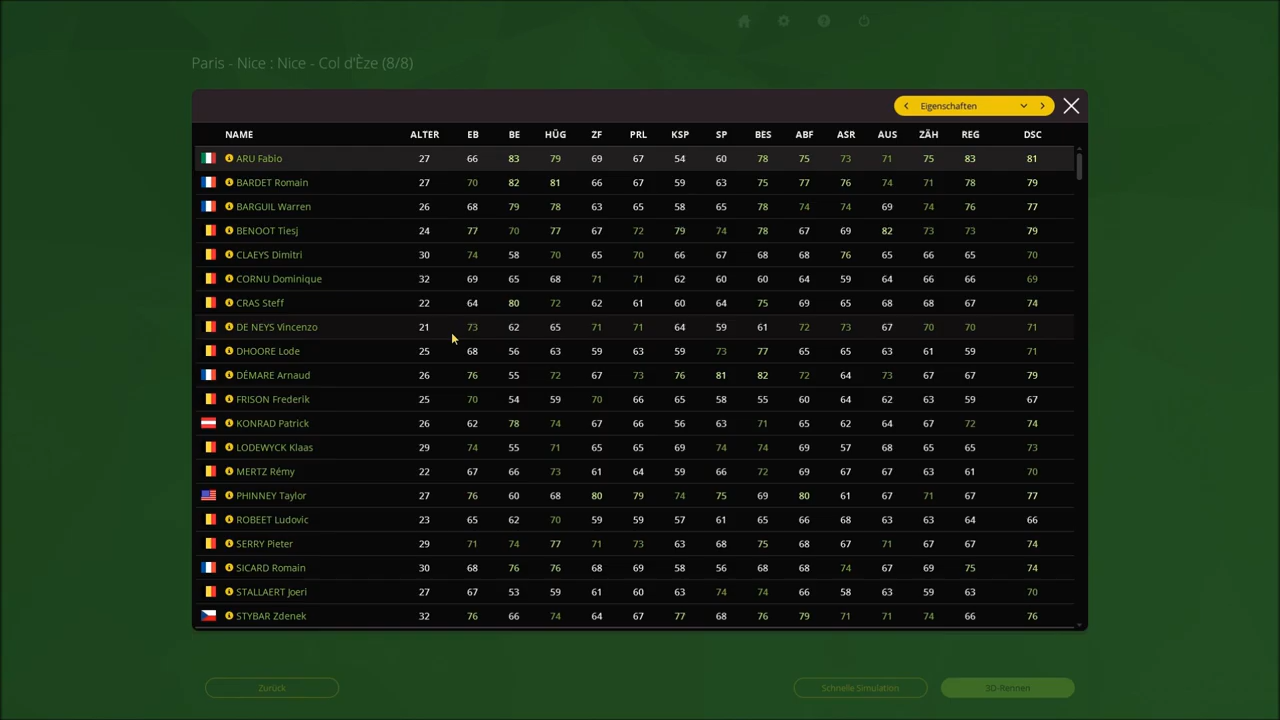 Paris - Nice : Nice - Col d'Èze (8/8)
Eigenschaften
NAME ALTER EB BE HÜG ZF PRL KSP SP BES ABF ASR AUS ZÄH REG DSC
ARU Fabio 27 66 83 79 69 67 54 60 78 75 73 71 75 83 81
BARDET Romain 27 70 82 81 66 67 59 63 75 77 76 74 71 78 79
BARGUIL Warren 26 68 79 78 63 65 58 65 78 74 74 69 74 76 77
BENOOT Tiesj 24 77 70 77 67 72 79 74 78 67 69 82 73 73 79
CLAEYS Dimitri 30 74 58 70 65 70 66 67 68 68 76 65 66 65 70
CORNU Dominique 32 69 65 68 71 71 62 60 60 64 59 64 66 66 69
CRAS Steff 22 64 80 72 62 61 60 64 75 69 65 68 68 67 74
DE NEYS Vincenzo 21 73 62 65 71 71 64 59 61 72 73 67 70 70 71
DHOORE Lode 25 68 56 63 59 63 59 73 77 65 65 63 61 59 71
DÉMARE Arnaud 26 76 55 72 67 73 76 81 82 72 64 73 67 67 79
FRISON Frederik 25 70 54 59 70 66 65 58 55 60 64 62 63 59 67
KONRAD Patrick 26 62 78 74 67 66 56 63 71 65 62 64 67 72 74
LODEWYCK Klaas 29 74 55 71 65 65 69 74 74 69 57 68 65 65 73
MERTZ Rémy 22 67 66 73 61 64 59 66 72 69 67 67 63 61 70
PHINNEY Taylor 27 76 60 68 80 79 74 75 69 80 61 67 71 67 77
ROBEET Ludovic 23 65 62 70 59 59 57 61 65 66 68 63 63 64 66
SERRY Pieter 29 71 74 77 71 73 63 68 75 68 67 71 67 67 74
SICARD Romain 30 68 76 76 68 69 58 56 68 68 74 67 69 75 74
STALLAERT Joeri 27 67 53 59 61 60 63 74 74 66 58 63 59 63 70
STYBAR Zdenek 32 76 66 74 64 67 77 68 76 79 71 71 74 66 76
Zurück
Schnelle Simulation
3D-Rennen